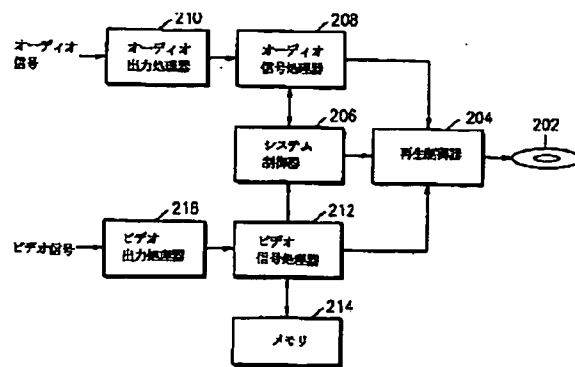 210
208
オーディオ
信号
オーディオ
出力処理器
オーディオ
信号処理器
206
204
202
システム
制御器
再生制御器
216
212
ビデオ信号
ビデオ
出力処理器
ビデオ
信号処理器
214
メモリ